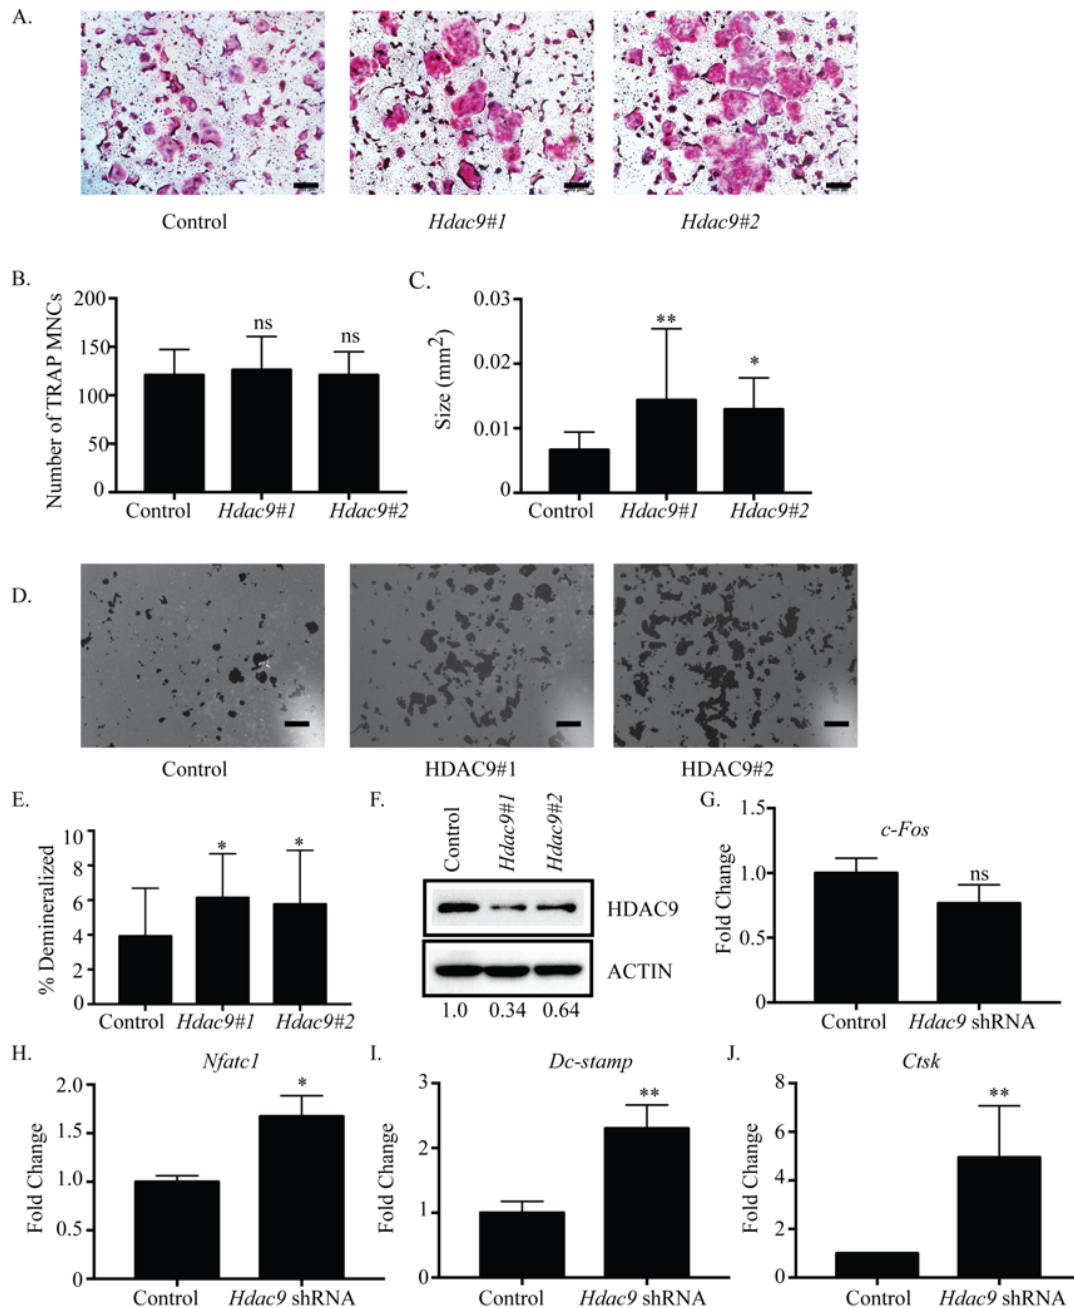 A.
Control Hdac9#1 Hdac9#2
B.
Number of TRAP MNCs
200
150
100
50
0
ns
ns
Control Hdac9#1 Hdac9#2
C.
Size (mm2)
0.03
0.02
0.01
0
**
*
Control Hdac9#1 Hdac9#2
D.
Control HDAC9#1 HDAC9#2
E.
% Demineralized
10
8
6
4
2
0
*
*
Control Hdac9#1 Hdac9#2
F.
Control Hdac9#1 Hdac9#2
HDAC9
ACTIN
1.0 0.34 0.64
G.
c-Fos
Fold Change
1.5
1.0
0.5
0
ns
Control Hdac9 shRNA
H.
Nfatc1
Fold Change
2.0
1.5
1.0
0.5
0
*
Control Hdac9 shRNA
I.
Dc-stamp
Fold Change
3
2
1
0
**
Control Hdac9 shRNA
J.
Ctsk
Fold Change
8
6
4
2
0
**
Control Hdac9 shRNA